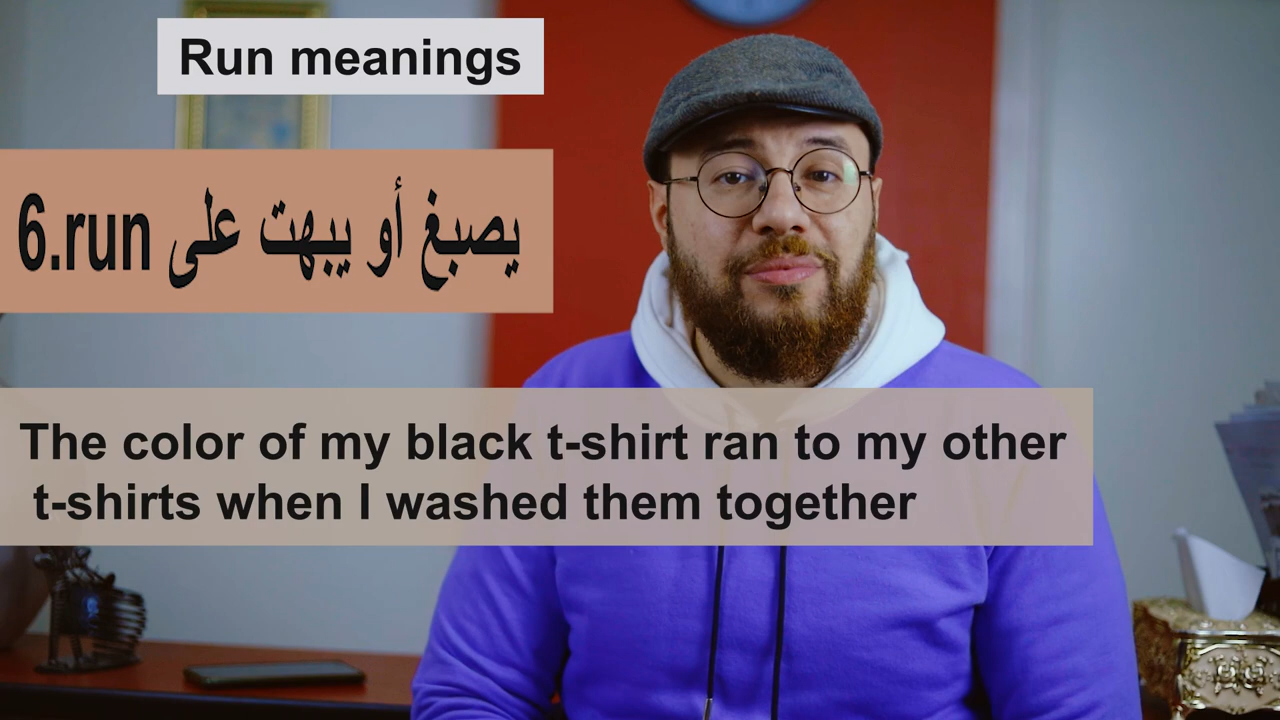 Run meanings
6.run يصبغ أو يبهت على
The color of my black t-shirt ran to my other
t-shirts when I washed them together